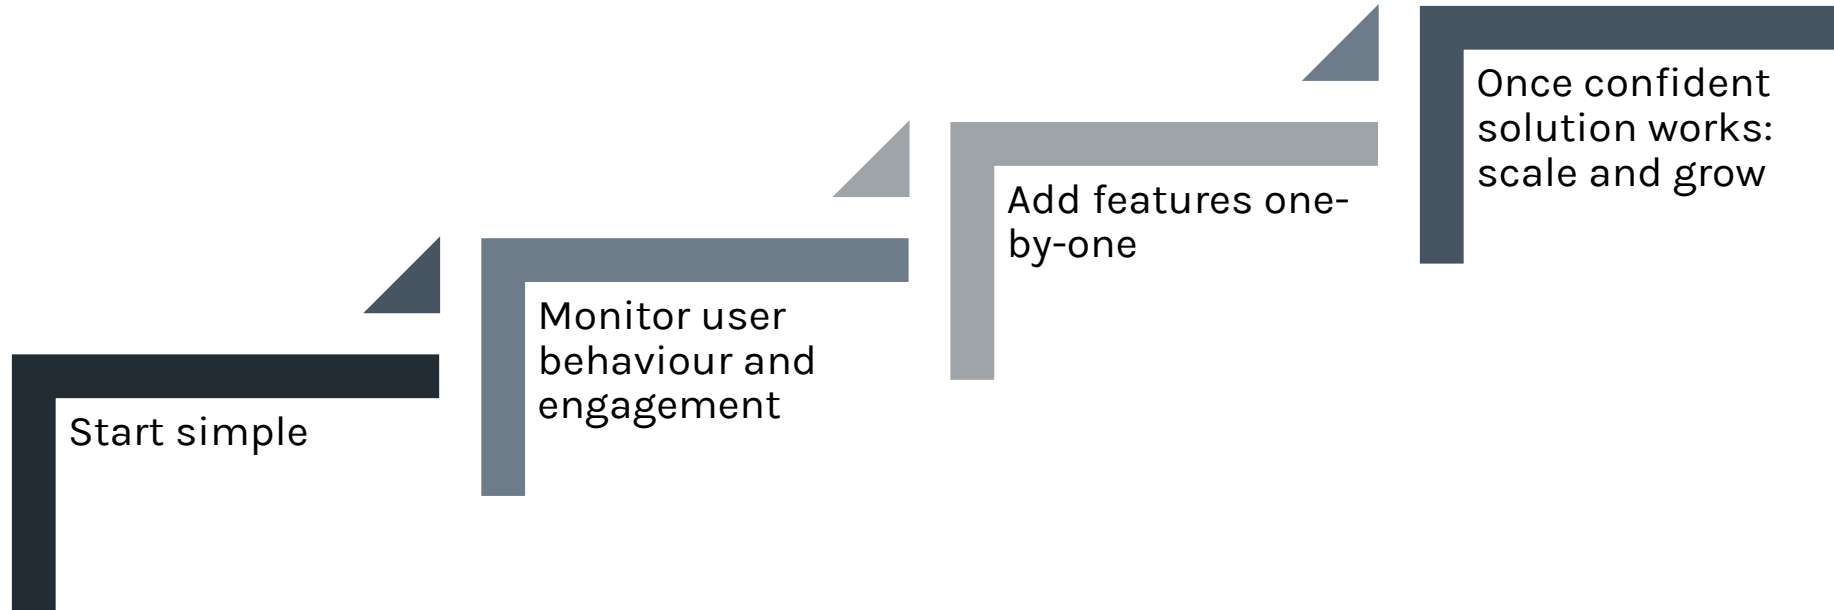 Start simple
Monitor user
behaviour and
engagement
Add features one-
by-one
Once confident
solution works:
scale and grow